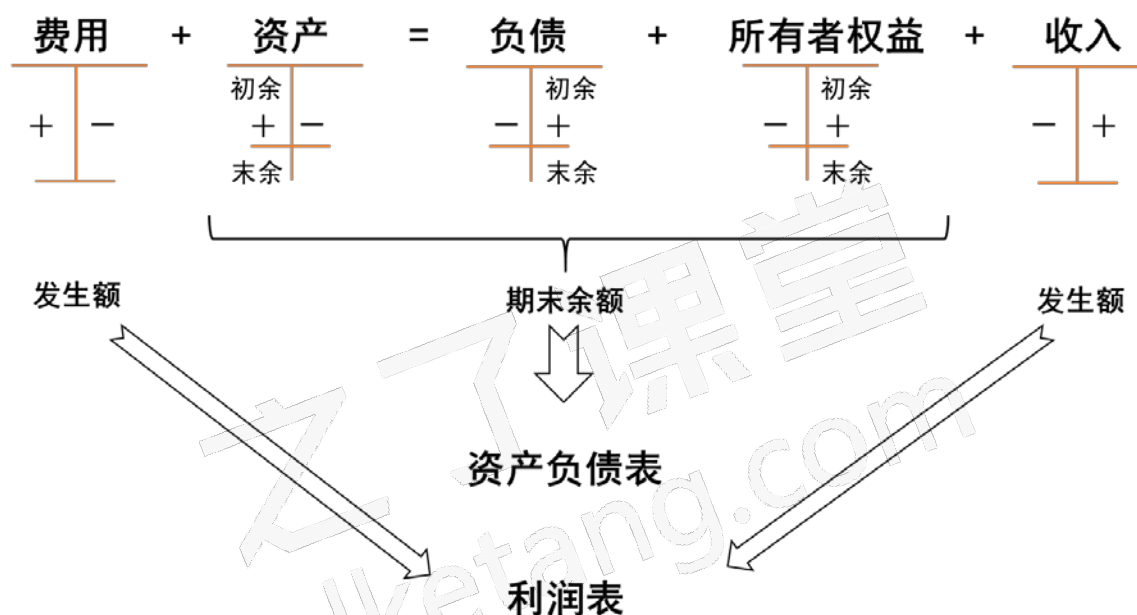 费用 + 资产 = 负债 + 所有者权益 + 收入
初余 初余 初余
+ − + − − + − + − +
末余 末余 末余
发生额 期末余额 发生额
资产负债表
利润表
之了课堂
ketang.com